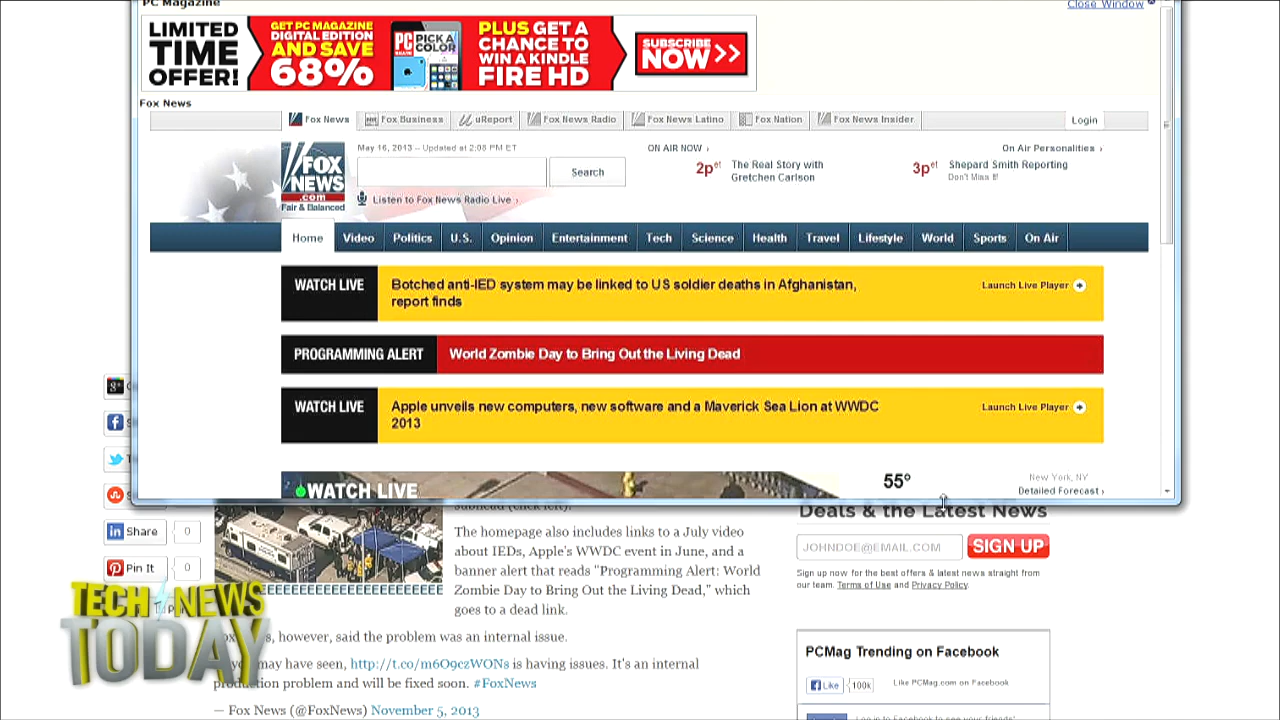 PC Magazine
Close Window
LIMITED
TIME
OFFER!
GET PC MAGAZINE
DIGITAL EDITION
AND SAVE
68%
PC
PICK A
COLOR
PLUS GET A
CHANCE TO
WIN A KINDLE
FIRE HD
SUBSCRIBE
NOW >>
Fox News
Fox News Fox Business uReport Fox News Radio Fox News Latino Fox Nation Fox News Insider Login
FOX
NEWS
.com
Fair & Balanced
May 16, 2013 – Updated at 2:08 PM ET
Search
Listen to Fox News Radio Live ›
ON AIR NOW ›
On Air Personalities ›
2p et The Real Story with
Gretchen Carlson
3p et Shepard Smith Reporting
Don't Miss It!
Home Video Politics U.S. Opinion Entertainment Tech Science Health Travel Lifestyle World Sports On Air
WATCH LIVE
Botched anti-IED system may be linked to US soldier deaths in Afghanistan,
report finds
Launch Live Player
PROGRAMMING ALERT World Zombie Day to Bring Out the Living Dead
WATCH LIVE
Apple unveils new computers, new software and a Maverick Sea Lion at WWDC
2013
Launch Live Player
WATCH LIVE
55°
New York, NY
Detailed Forecast ›
Share 0
Pin It 0
subhead (click left).
The homepage also includes links to a July video
about IEDs, Apple's WWDC event in June, and a
banner alert that reads "Programming Alert: World
Zombie Day to Bring Out the Living Dead," which
goes to a dead link.
however, said the problem was an internal issue.
may have seen, http://t.co/m6O9czWONs is having issues. It's an internal
production problem and will be fixed soon. #FoxNews
— Fox News (@FoxNews) November 5, 2013
Deals & the Latest News
JOHNDOE@EMAIL.COM SIGN UP
Sign up now for the best offers & latest news straight from
our team. Terms of Use and Privacy Policy.
PCMag Trending on Facebook
Like 100k Like PCMag.com on Facebook
TECH NEWS
TODAY